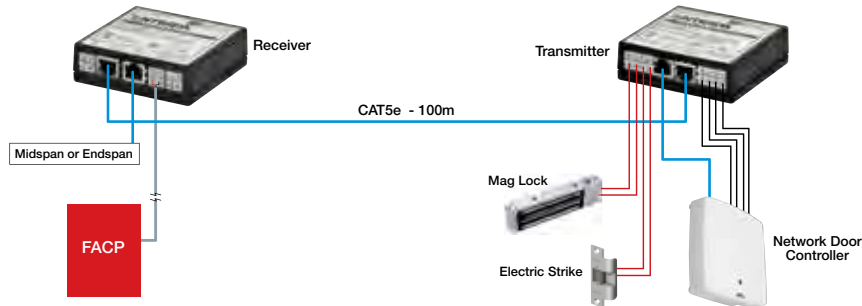 Receiver
Transmitter
CAT5e - 100m
Midspan or Endspan
Mag Lock
FACP
Electric Strike
Network Door
Controller